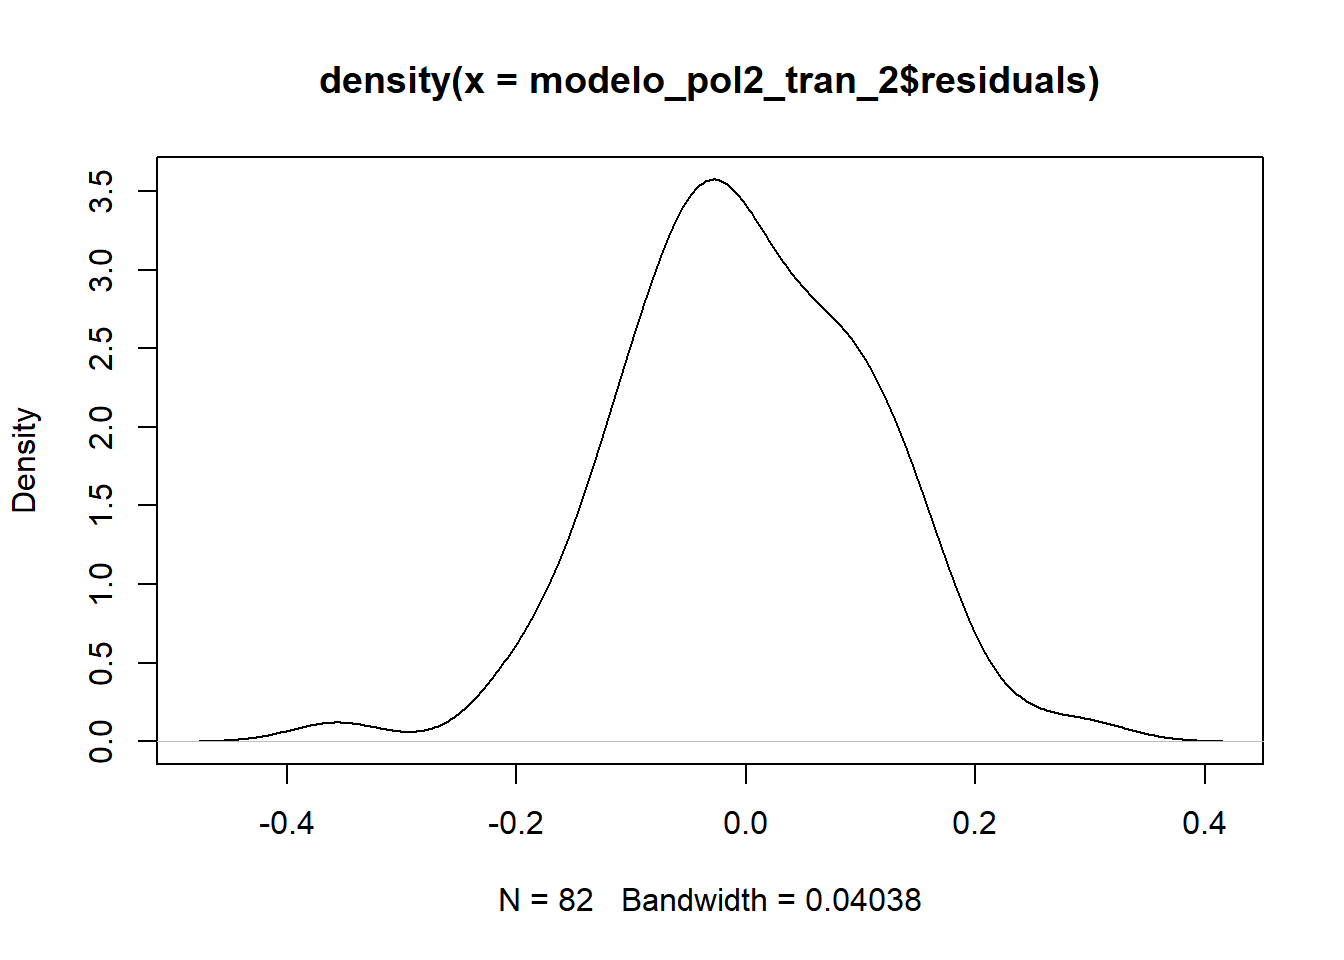 density(x = modelo_pol2_tran_2$residuals)
3.5
3.0
2.5
2.0
1.5
1.0
0.5
0.0
Density
-0.4 -0.2 0.0 0.2 0.4
N = 82 Bandwidth = 0.04038